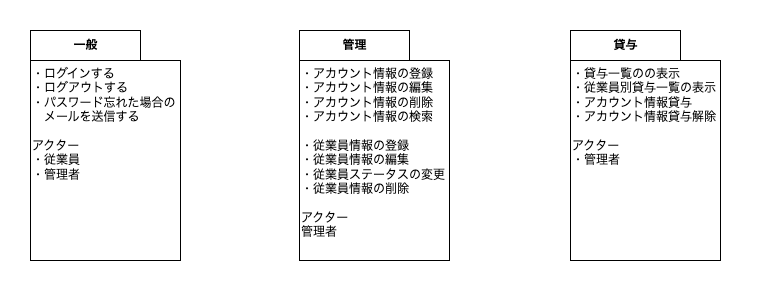 一般
・ログインする
・ログアウトする
・パスワード忘れた場合の
メールを送信する
アクター
・従業員
・管理者
管理
・アカウント情報の登録
・アカウント情報の編集
・アカウント情報の削除
・アカウント情報の検索
・従業員情報の登録
・従業員情報の編集
・従業員ステータスの変更
・従業員情報の削除
アクター
管理者
貸与
・貸与一覧のの表示
・従業員別貸与一覧の表示
・アカウント情報貸与
・アカウント情報貸与解除
アクター
・管理者